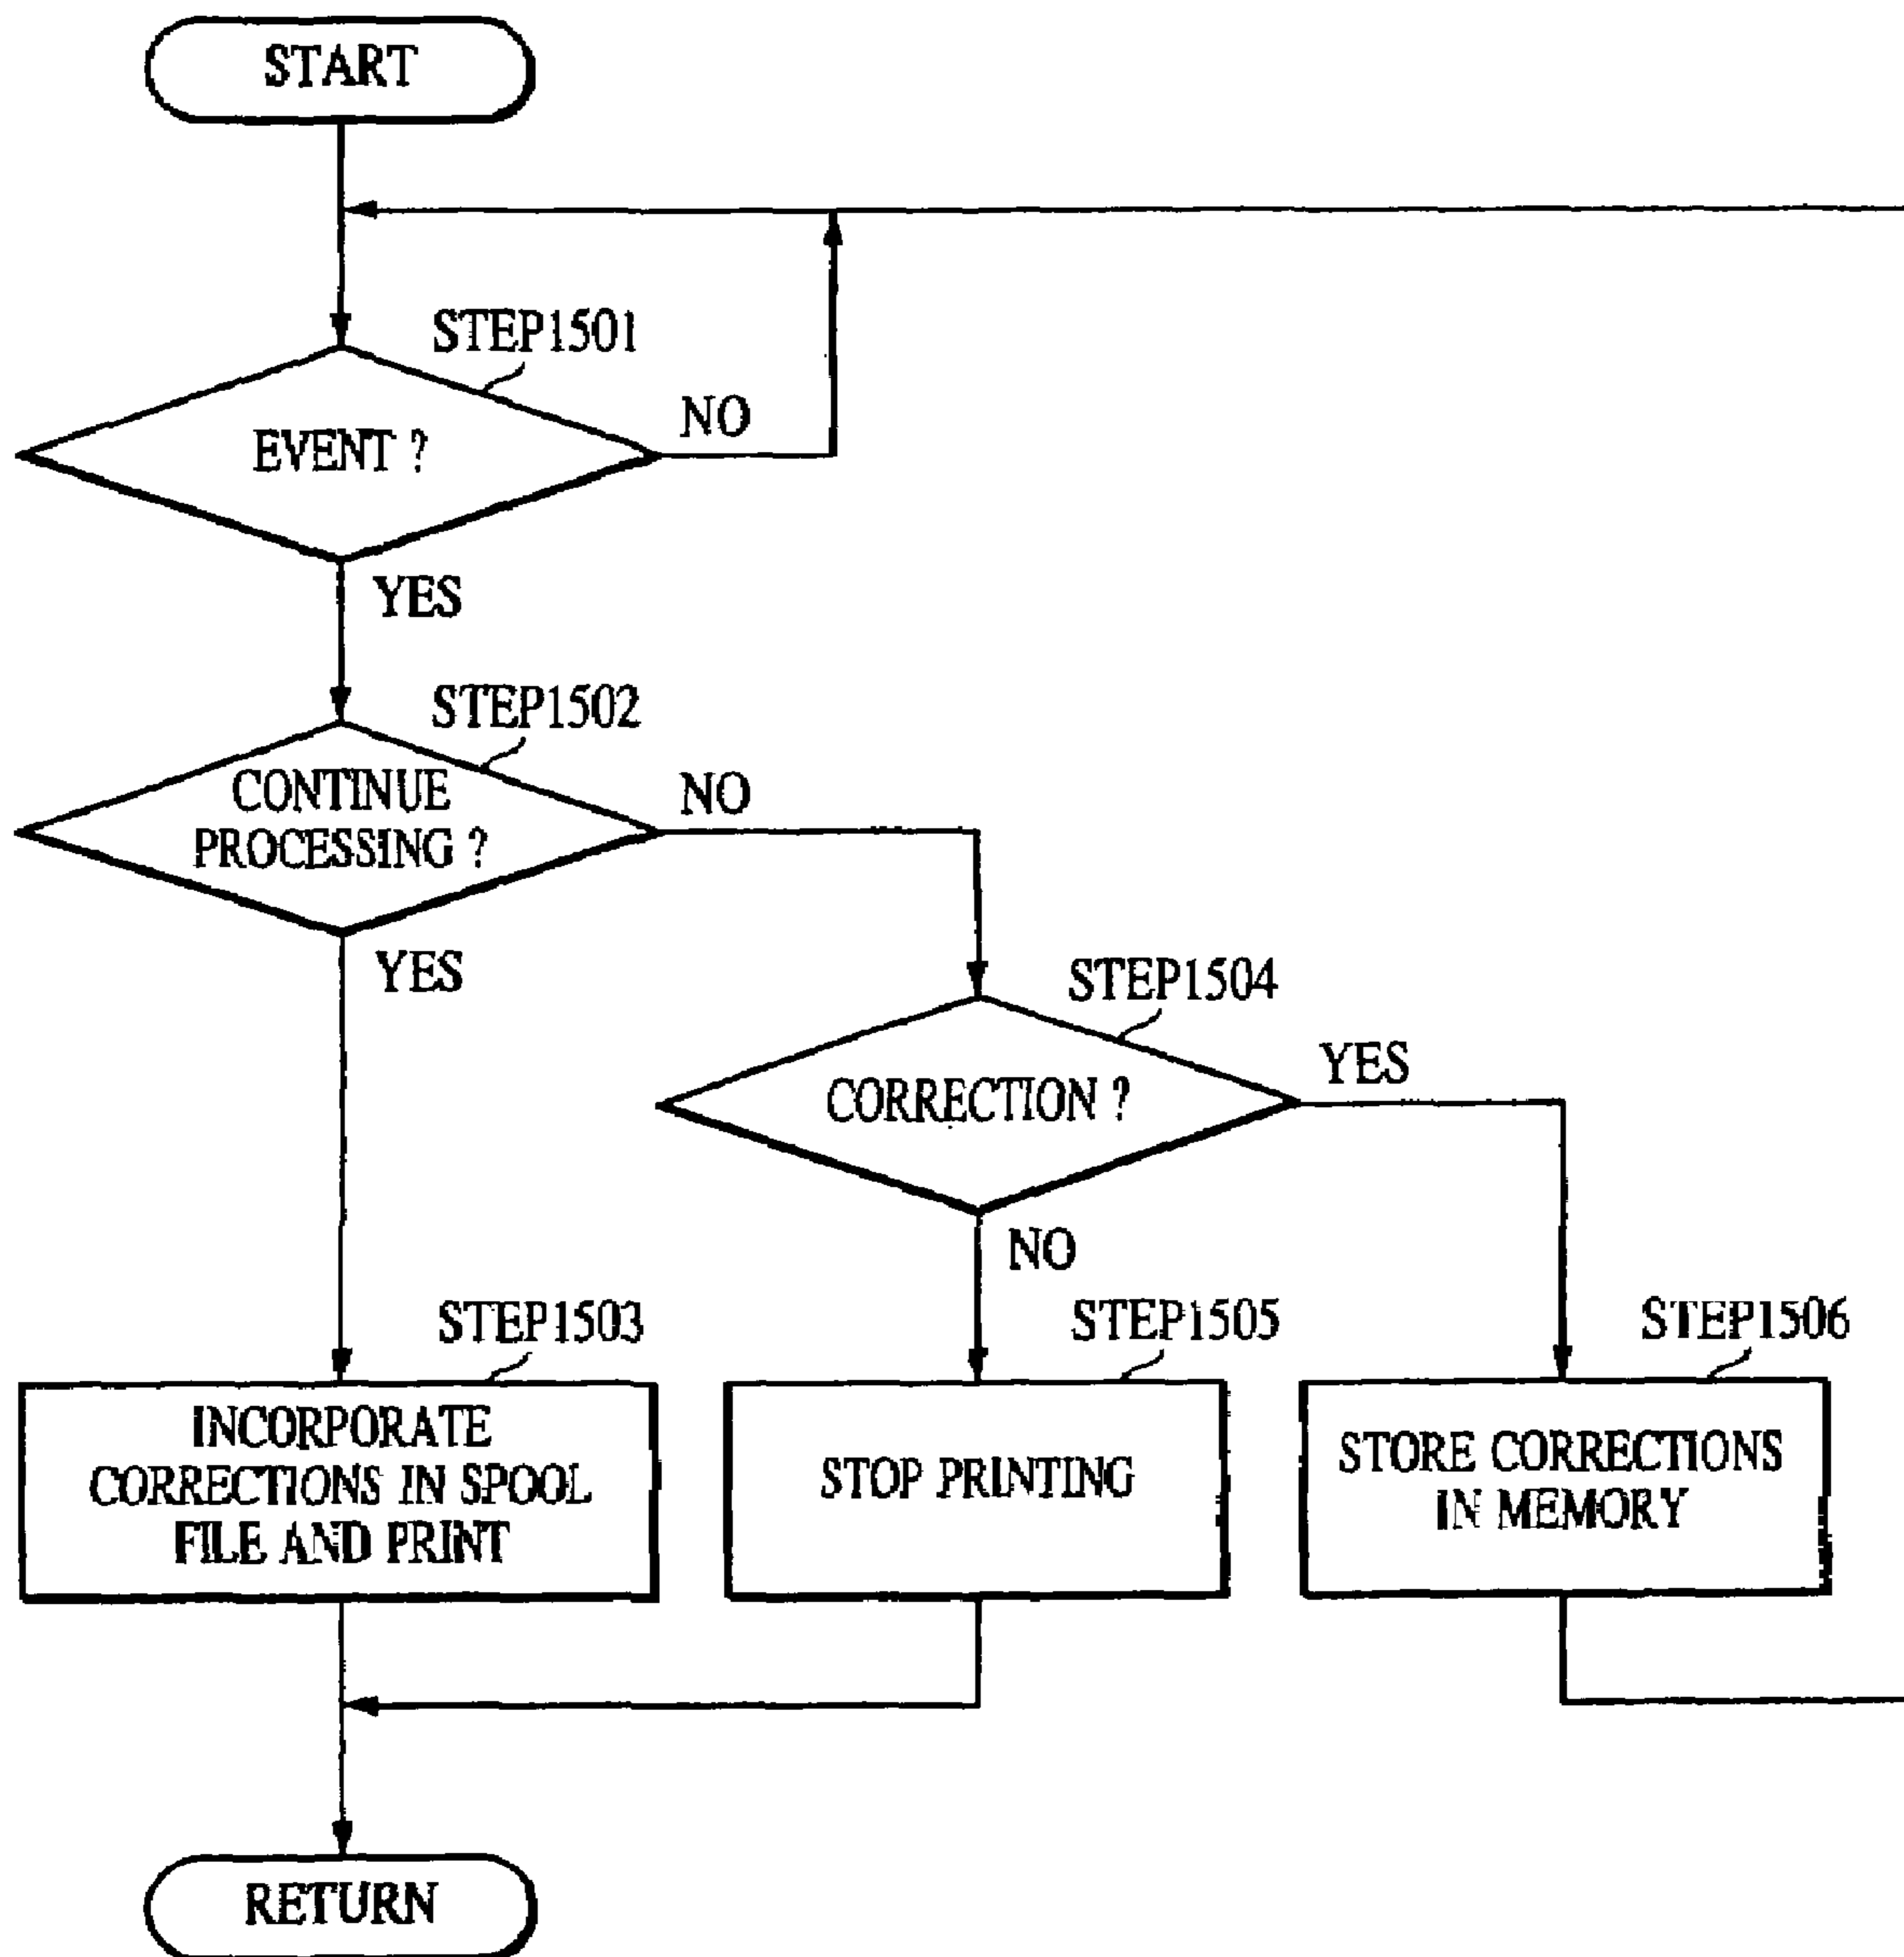 START
STEP1501
EVENT ?
NO
YES
STEP1502
CONTINUE
PROCESSING ?
NO
YES
STEP1504
CORRECTION ?
YES
NO
STEP1503
INCORPORATE
CORRECTIONS IN SPOOL
FILE AND PRINT
STEP1505
STOP PRINTING
STEP1506
STORE CORRECTIONS
IN MEMORY
RETURN